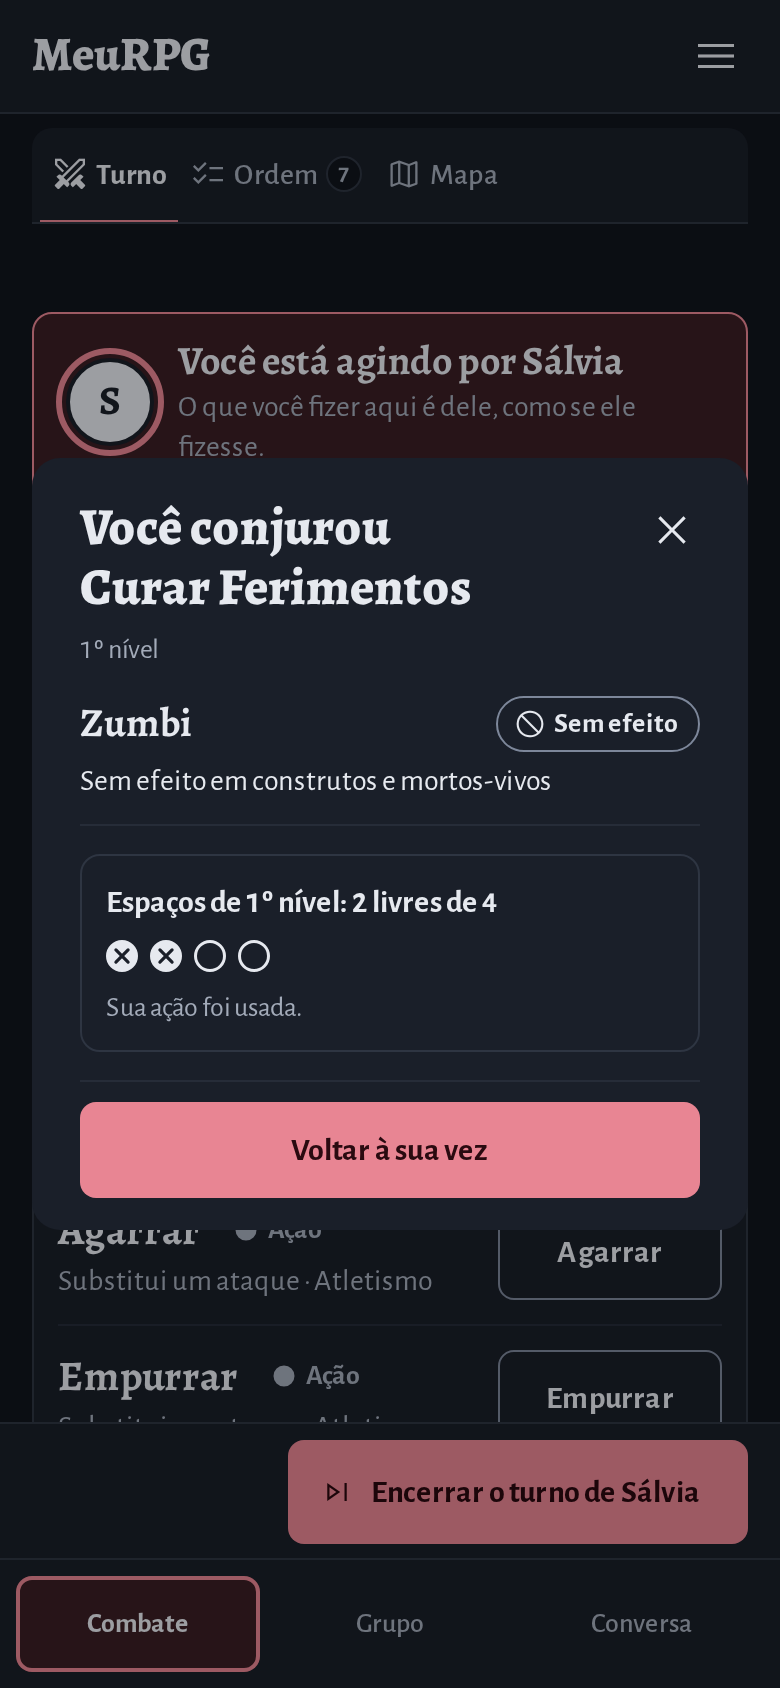 MeuRPG
Turno
Ordem 7
Mapa
S
Você está agindo por Sálvia
O que você fizer aqui é dele, como se ele
fizesse.
Você conjurou
Curar Ferimentos
1º nível
Zumbi
Sem efeito
Sem efeito em construtos e mortos-vivos
Espaços de 1º nível: 2 livres de 4
Sua ação foi usada.
Voltar à sua vez
Agarrar
Ação
Agarrar
Substitui um ataque · Atletismo
Empurrar
Ação
Empurrar
Encerrar o turno de Sálvia
Combate
Grupo
Conversa